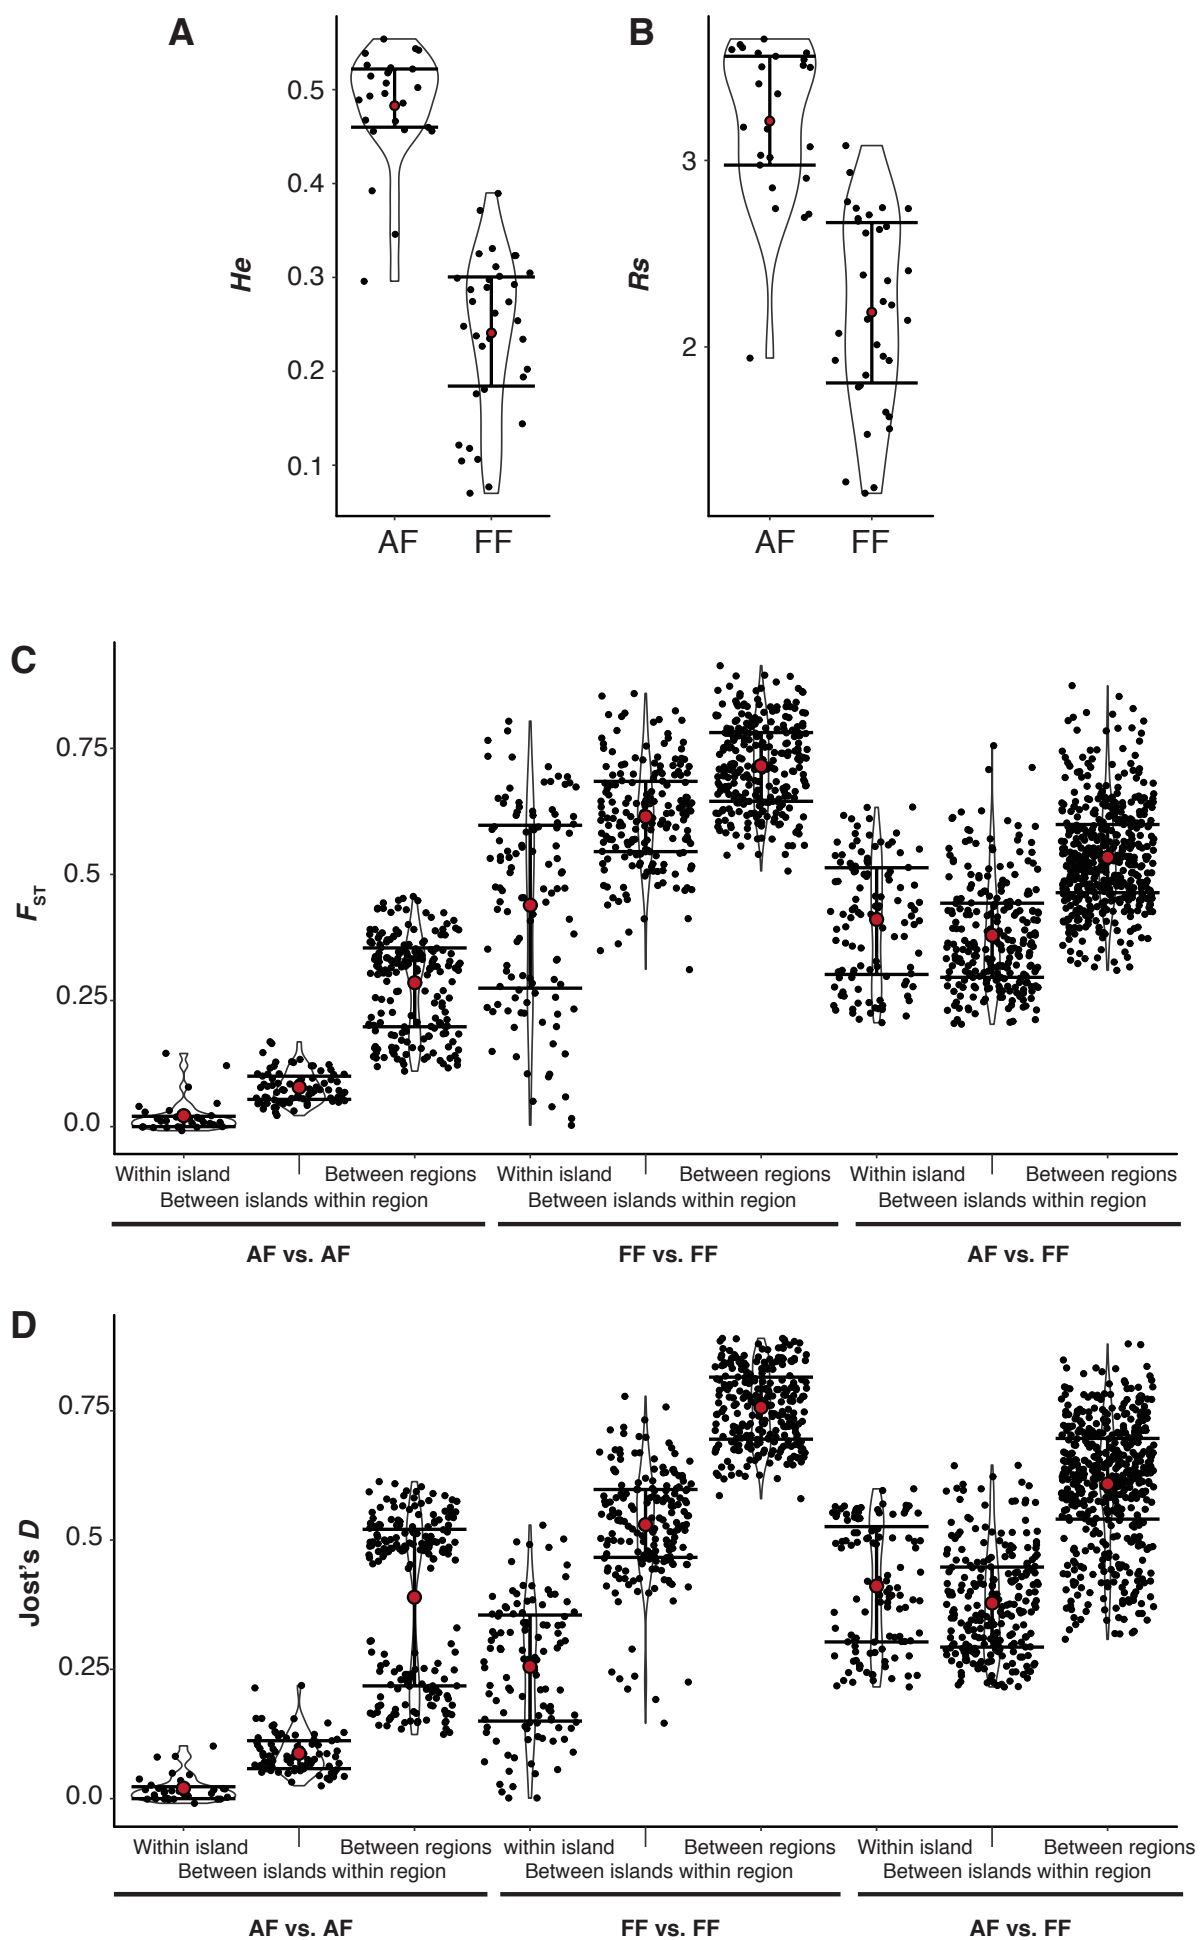 A
B
0.5
0.4
0.3
0.2
0.1
He
AF FF
3
2
Rs
AF FF
C
0.75
0.5
0.25
0.0
FST
Within island Between regions Within island Between regions Within island Between regions
Between islands within region Between islands within region Between islands within region
AF vs. AF FF vs. FF AF vs. FF
D
0.75
0.5
0.25
0.0
Jost's D
Within island Between regions within island Between regions Within island Between regions
Between islands within region Between islands within region Between islands within region
AF vs. AF FF vs. FF AF vs. FF